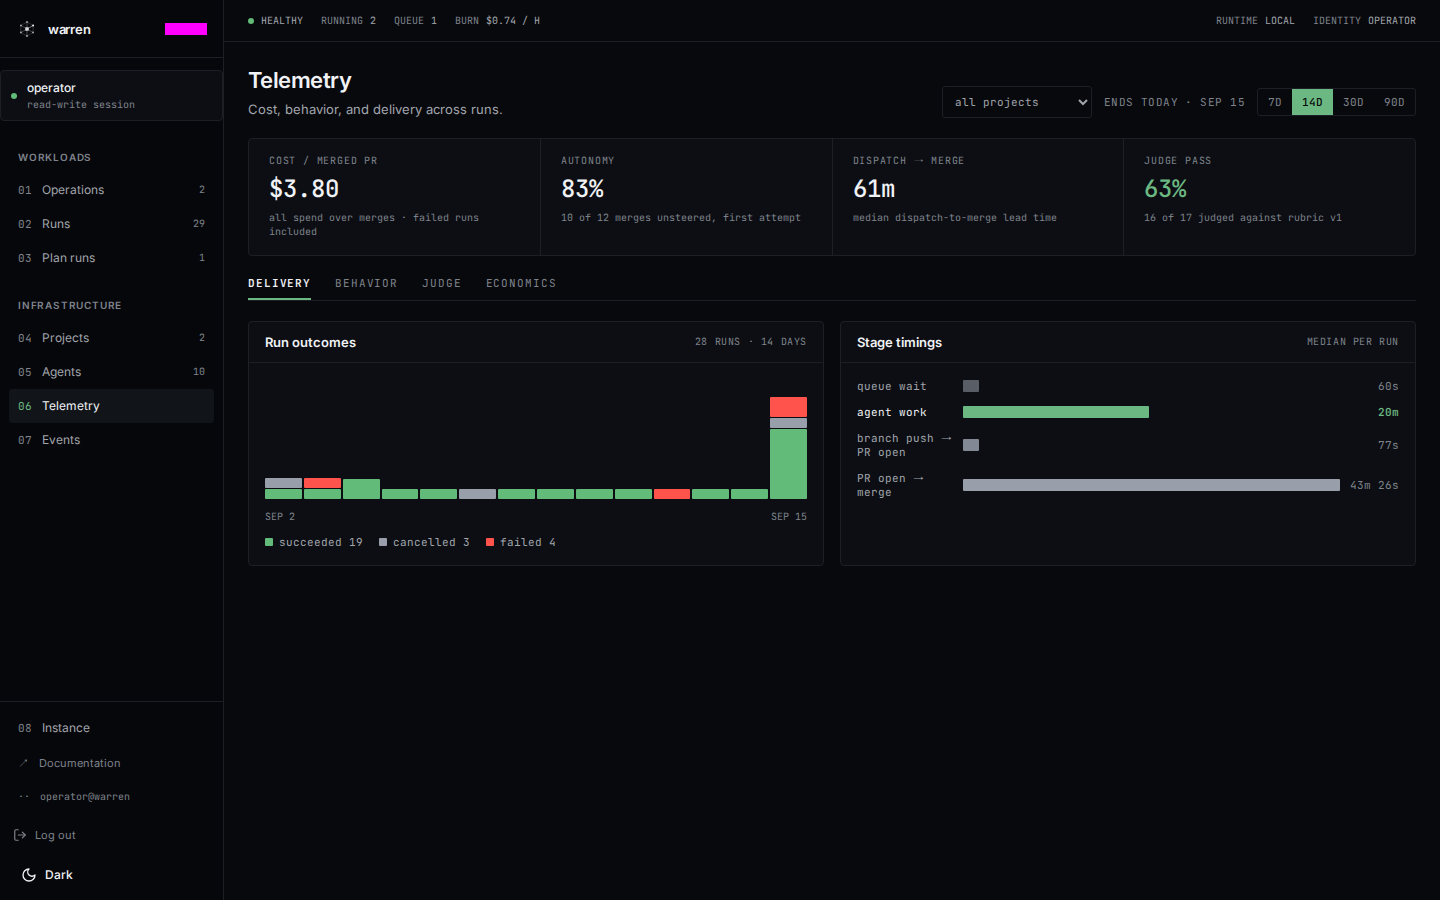 warren
HEALTHY RUNNING 2 QUEUE 1 BURN $0.74 / H
RUNTIME LOCAL IDENTITY OPERATOR
operator
read-write session
WORKLOADS
01 Operations 2
02 Runs 29
03 Plan runs 1
INFRASTRUCTURE
04 Projects 2
05 Agents 10
06 Telemetry
07 Events
08 Instance
Documentation
operator@warren
Log out
Dark
Telemetry
Cost, behavior, and delivery across runs.
all projects
ENDS TODAY · SEP 15
7D 14D 30D 90D
COST / MERGED PR
$3.80
all spend over merges · failed runs
included
AUTONOMY
83%
10 of 12 merges unsteered, first attempt
DISPATCH → MERGE
61m
median dispatch-to-merge lead time
JUDGE PASS
63%
16 of 17 judged against rubric v1
DELIVERY BEHAVIOR JUDGE ECONOMICS
Run outcomes
28 RUNS · 14 DAYS
SEP 2 SEP 15
succeeded 19 cancelled 3 failed 4
Stage timings
MEDIAN PER RUN
queue wait 60s
agent work 20m
branch push →
PR open 77s
PR open →
merge 43m 26s